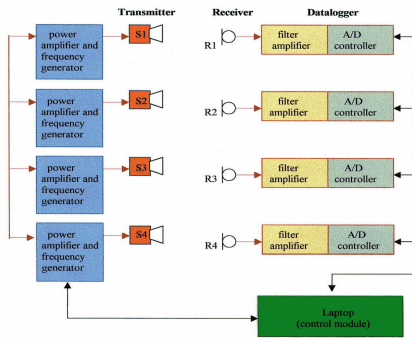 Transmitter
Receiver
Datalogger
power
amplifier and
frequency
generator
S1
R1
filter
amplifier
A/D
controller
power
amplifier and
frequency
generator
S2
R2
filter
amplifier
A/D
controller
power
amplifier and
frequency
generator
S3
R3
filter
amplifier
A/D
controller
power
amplifier and
frequency
generator
S4
R4
filter
amplifier
A/D
controller
Laptop
(control module)